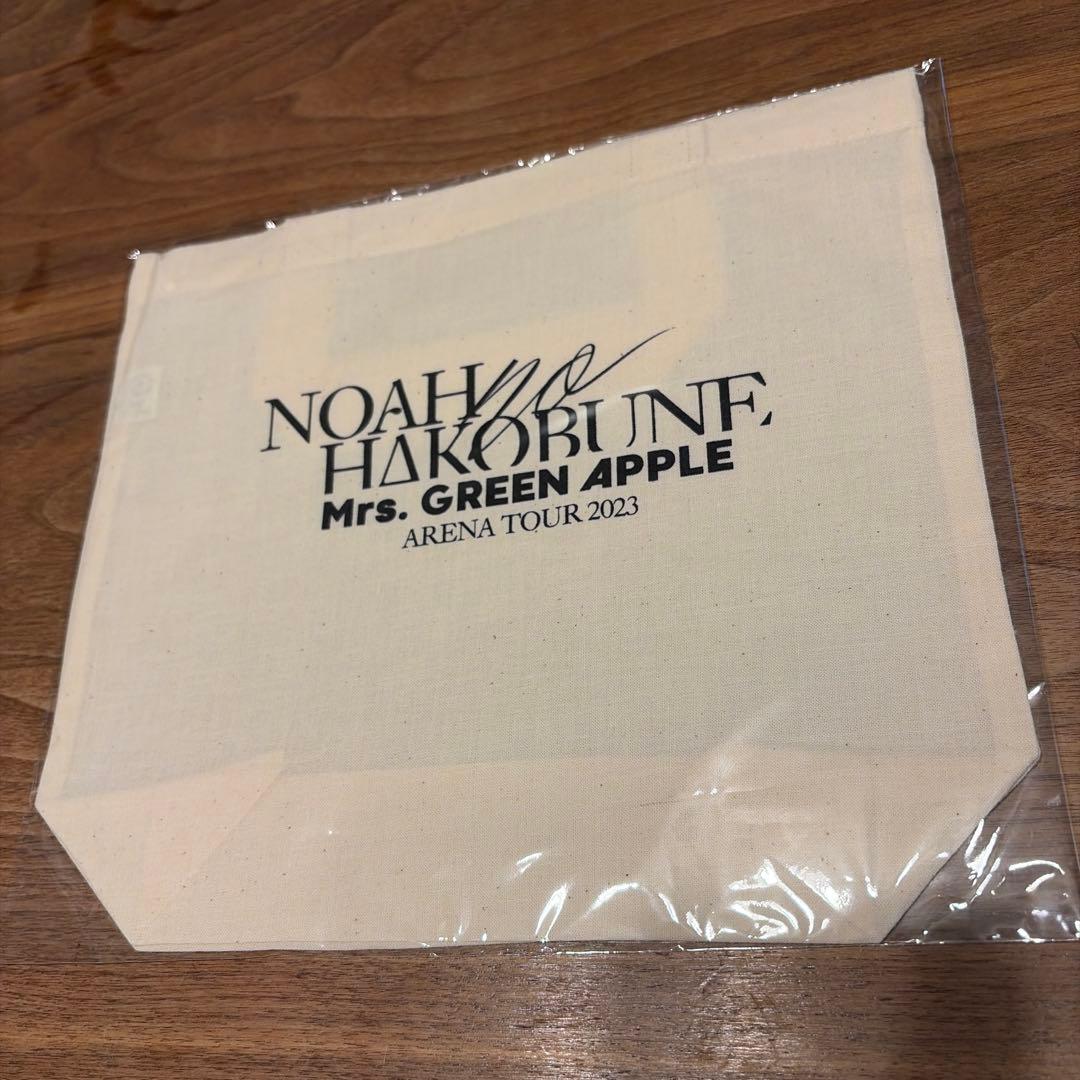 NOAH no
HAKOBUNE
Mrs. GREEN APPLE
ARENA TOUR 2023